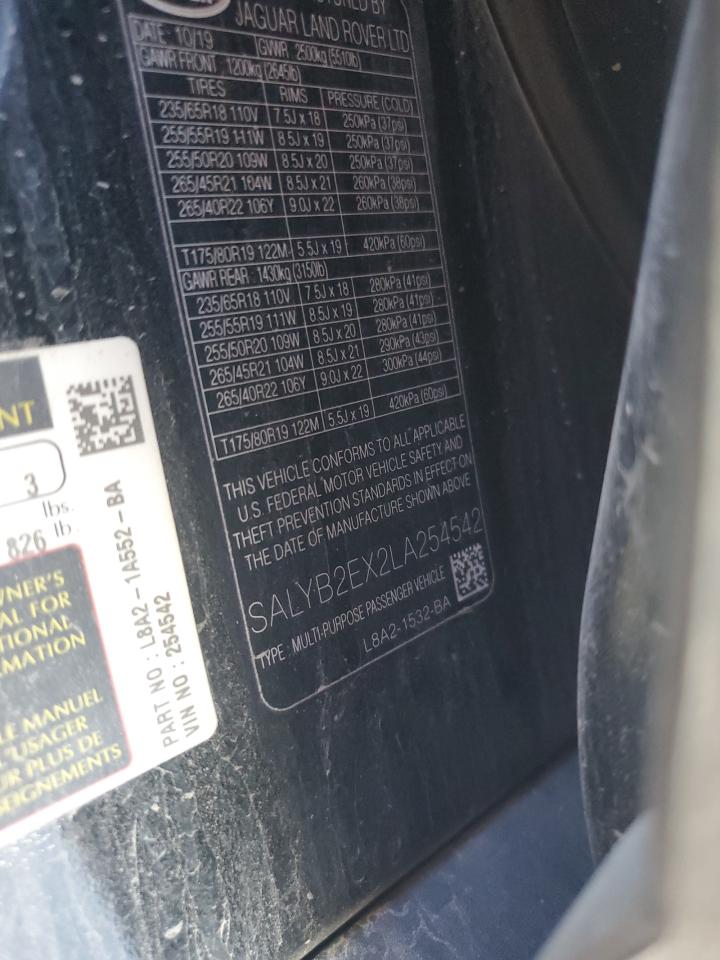 BY
JAGUAR LAND ROVER LTD
DATE: 10/19 GVWR 2500kg (5510lb)
GAWR FRONT 1200kg (2645lb)
TIRES RIMS PRESSURE (COLD)
235/65R18 110V 7.5J x 18 250kPa (37psi)
255/55R19 111W 8.5J x 19 250kPa (37psi)
255/50R20 109W 8.5J x 20 250kPa (37psi)
265/45R21 104W 8.5J x 21 260kPa (38psi)
265/40R22 106Y 9.0J x 22 260kPa (38psi)
T175/80R19 122M 5.5J x 19 420kPa (60psi)
GAWR REAR 1430kg (3150lb)
235/65R18 110V 7.5J x 18 280kPa (41psi)
255/55R19 111W 8.5J x 19 280kPa (41psi)
255/50R20 109W 8.5J x 20 280kPa (41psi)
265/45R21 104W 8.5J x 21 290kPa (43psi)
265/40R22 106Y 9.0J x 22 300kPa (44psi)
T175/80R19 122M 5.5J x 19 420kPa (60psi)
THIS VEHICLE CONFORMS TO ALL APPLICABLE
U.S. FEDERAL MOTOR VEHICLE SAFETY AND
THEFT PREVENTION STANDARDS IN EFFECT ON
THE DATE OF MANUFACTURE SHOWN ABOVE
SALYB2EX2LA254542
TYPE: MULTI-PURPOSE PASSENGER VEHICLE
L8A2-1532-BA
3
lbs.
826 lb.
FOR
MANUEL
PLUS DE
PART NO : L8A2-1A552-BA
VIN NO : 254542